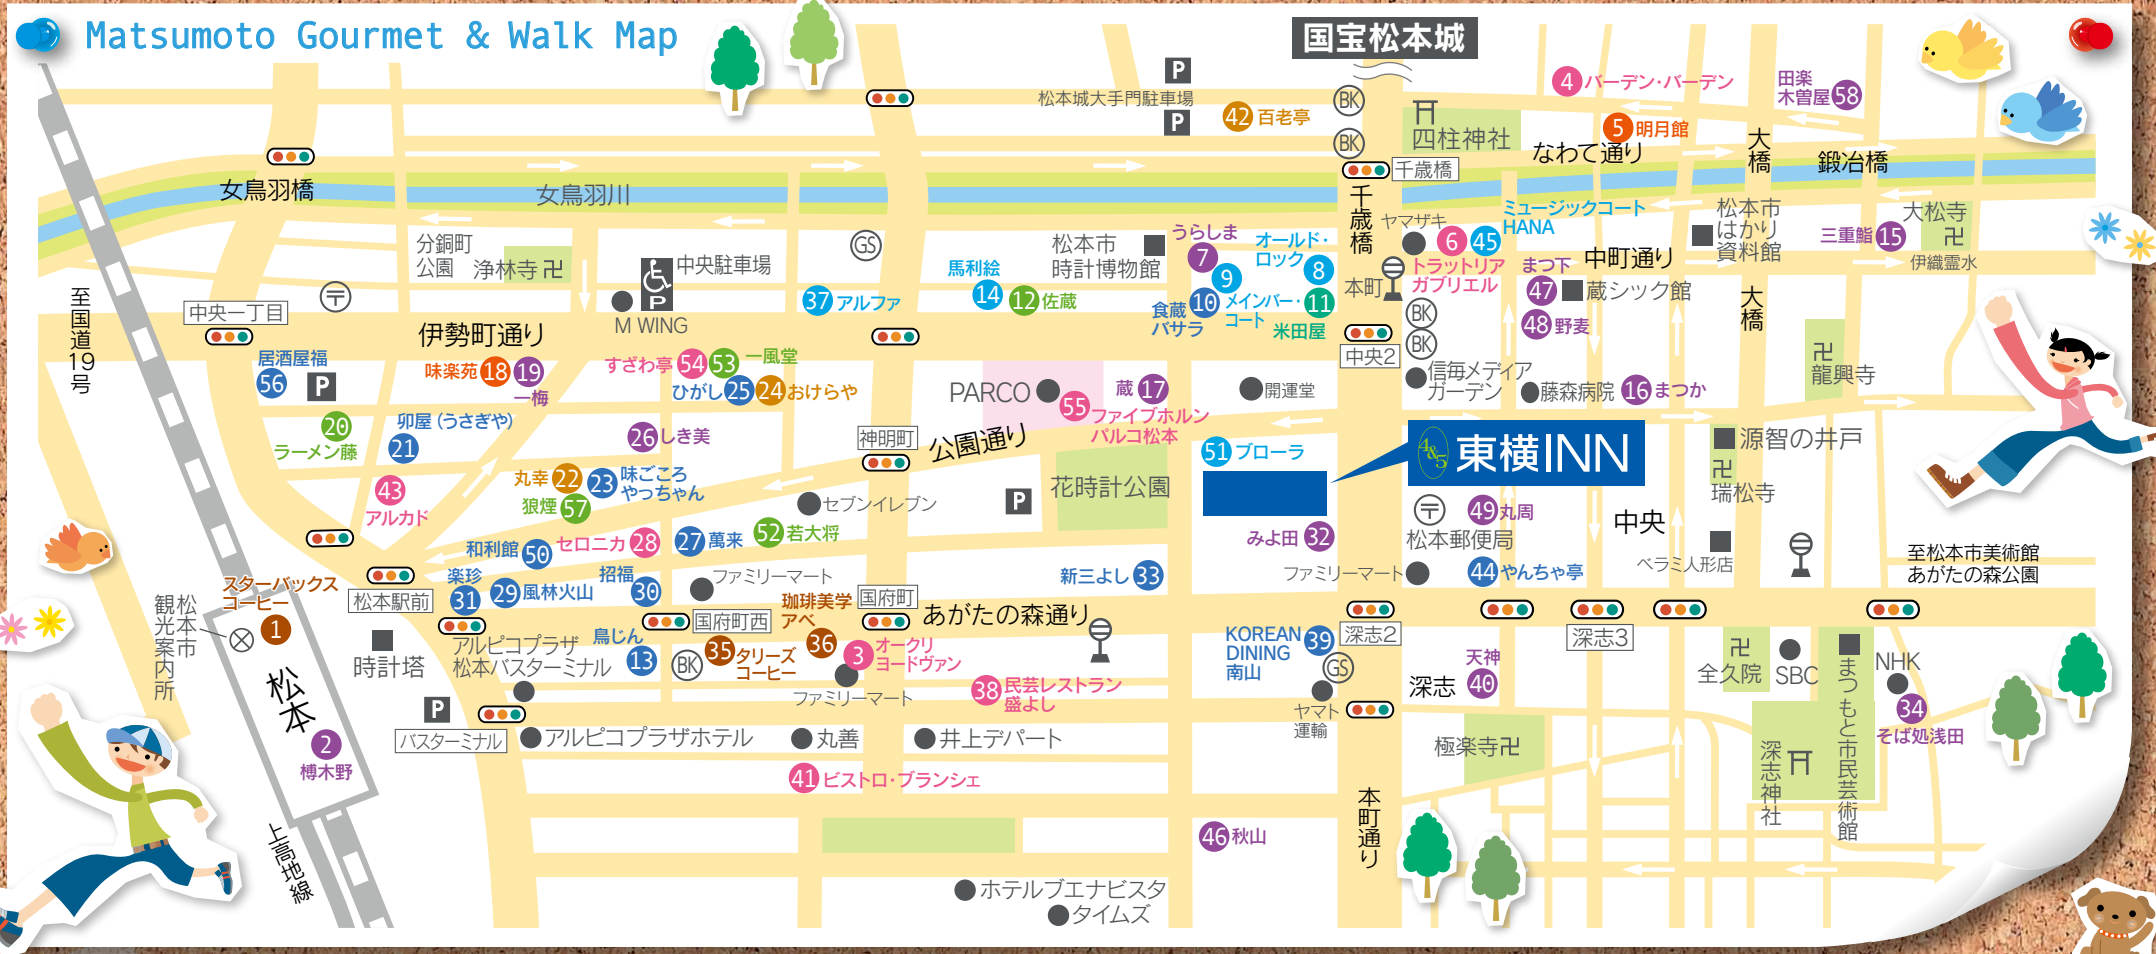 Matsumoto Gourmet & Walk Map
国宝松本城
P
松本城大手門駐車場
P
42 百老亭
BK
BK
四柱神社
4 バーデン・バーデン
5 明月館
田楽
木曽屋 58
なわて通り
大橋
鍛冶橋
千歳橋
千歳橋
女鳥羽橋
女鳥羽川
分銅町
公園
浄林寺
中央駐車場
P
M WING
GS
37 アルファ
馬利絵
14
12 佐蔵
松本市
時計博物館
うらしま
7
9
オールド・
ロック 8
食蔵
バサラ
10
メインバー・
コート
11
米田屋
ヤマザキ
6
45
ミュージックコート
HANA
トラットリア
ガブリエル
本町
BK
BK
まつ下
47
蔵シック館
48 野麦
中町通り
松本市
はかり
資料館
大橋
三重鮨 15
大松寺
伊織霊水
至国道19号
中央一丁目
〒
伊勢町通り
居酒屋福
56
P
味楽苑 18
19
一梅
すざわ亭 54
53 一風堂
ひがし 25
24 おけらや
20
ラーメン藤
卯屋(うさぎや)
21
26 しき美
43
アルカド
丸幸 22
狼煙 57
23 味ごころ
やっちゃん
神明町
公園通り
PARCO
55 ファイブホルン
パルコ松本
蔵 17
開運堂
中央2
信毎メディア
ガーデン
藤森病院
16 まつか
龍興寺
51 ブローラ
4&5
東横INN
源智の井戸
瑞松寺
花時計公園
P
セブンイレブン
52 若大将
27 萬来
セロニカ 28
和利館 50
楽珍
31
29 風林火山
招福
30
ファミリーマート
新三よし 33
みよ田 32
〒
松本郵便局
49 丸周
ファミリーマート
44 やんちゃ亭
中央
ベラミ人形店
至松本市美術館
あがたの森公園
スターバックス
コーヒー
1
松本市
観光案内所
松本駅前
時計塔
松本
2
榑木野
上高地線
アルピコプラザ
松本バスターミナル
鳥じん
13
国府町西
BK
35 タリーズ
コーヒー
珈琲美学
アベ
36
国府町
あがたの森通り
3 オークリ
ヨードヴァン
ファミリーマート
38 民芸レストラン
盛よし
KOREAN
DINING
南山
39
深志2
GS
ヤマト
運輸
深志
天神
40
深志3
全久院
SBC
まつもと市民芸術館
NHK
34
そば処浅田
深志神社
極楽寺
P
バスターミナル
アルピコプラザホテル
丸善
井上デパート
41 ビストロ・ブランシェ
46 秋山
本町通り
ホテルブエナビスタ
タイムズ